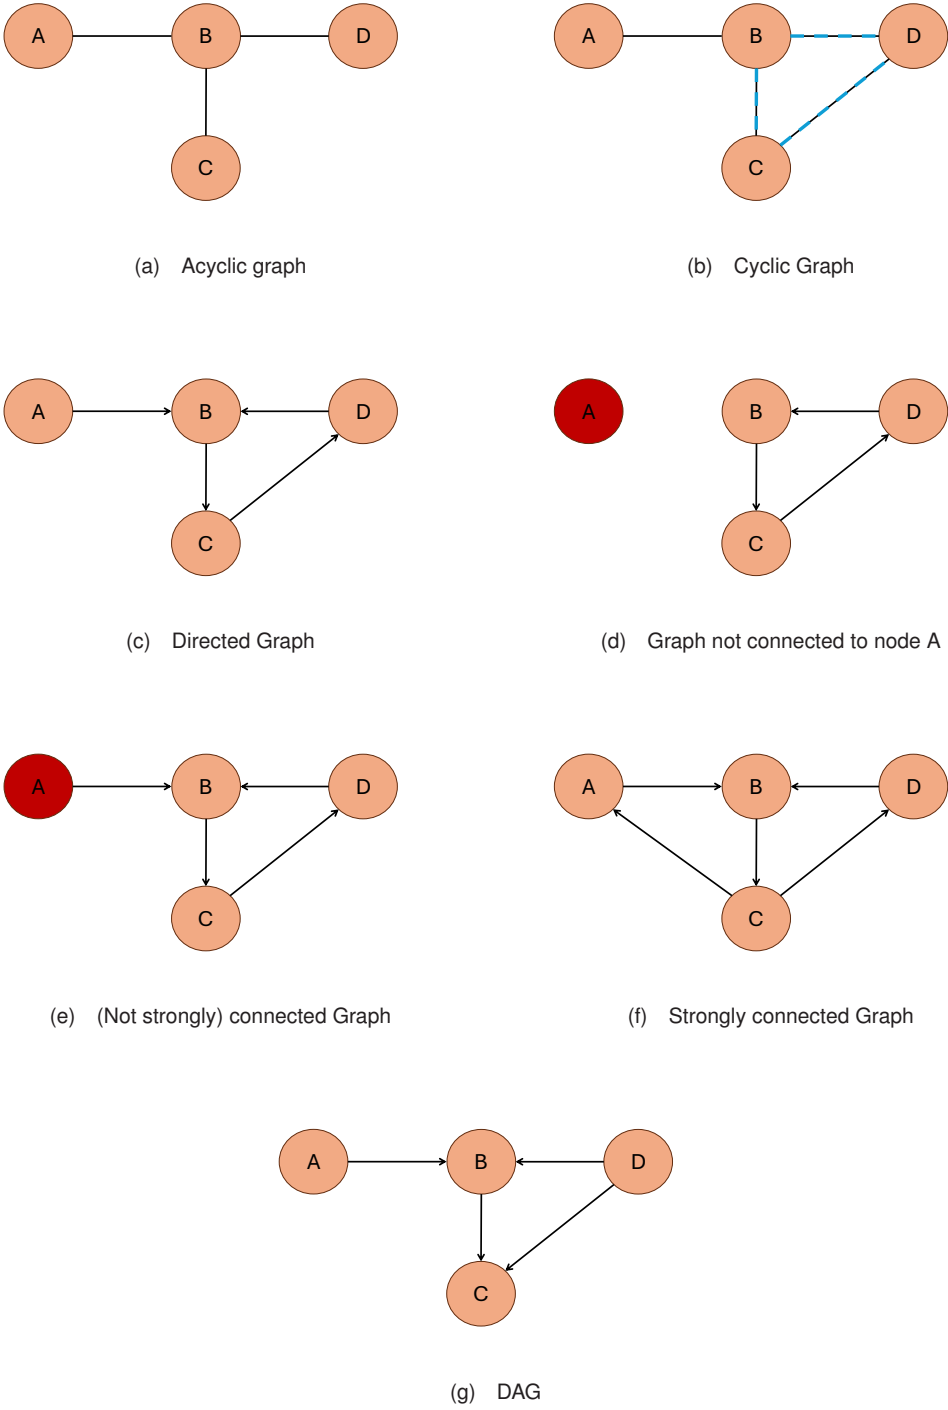 A B D A B D
C C
(a) Acyclic graph (b) Cyclic Graph
A B D A B D
C C
(c) Directed Graph (d) Graph not connected to node A
A B D A B D
C C
(e) (Not strongly) connected Graph (f) Strongly connected Graph
A B D
C
(g) DAG